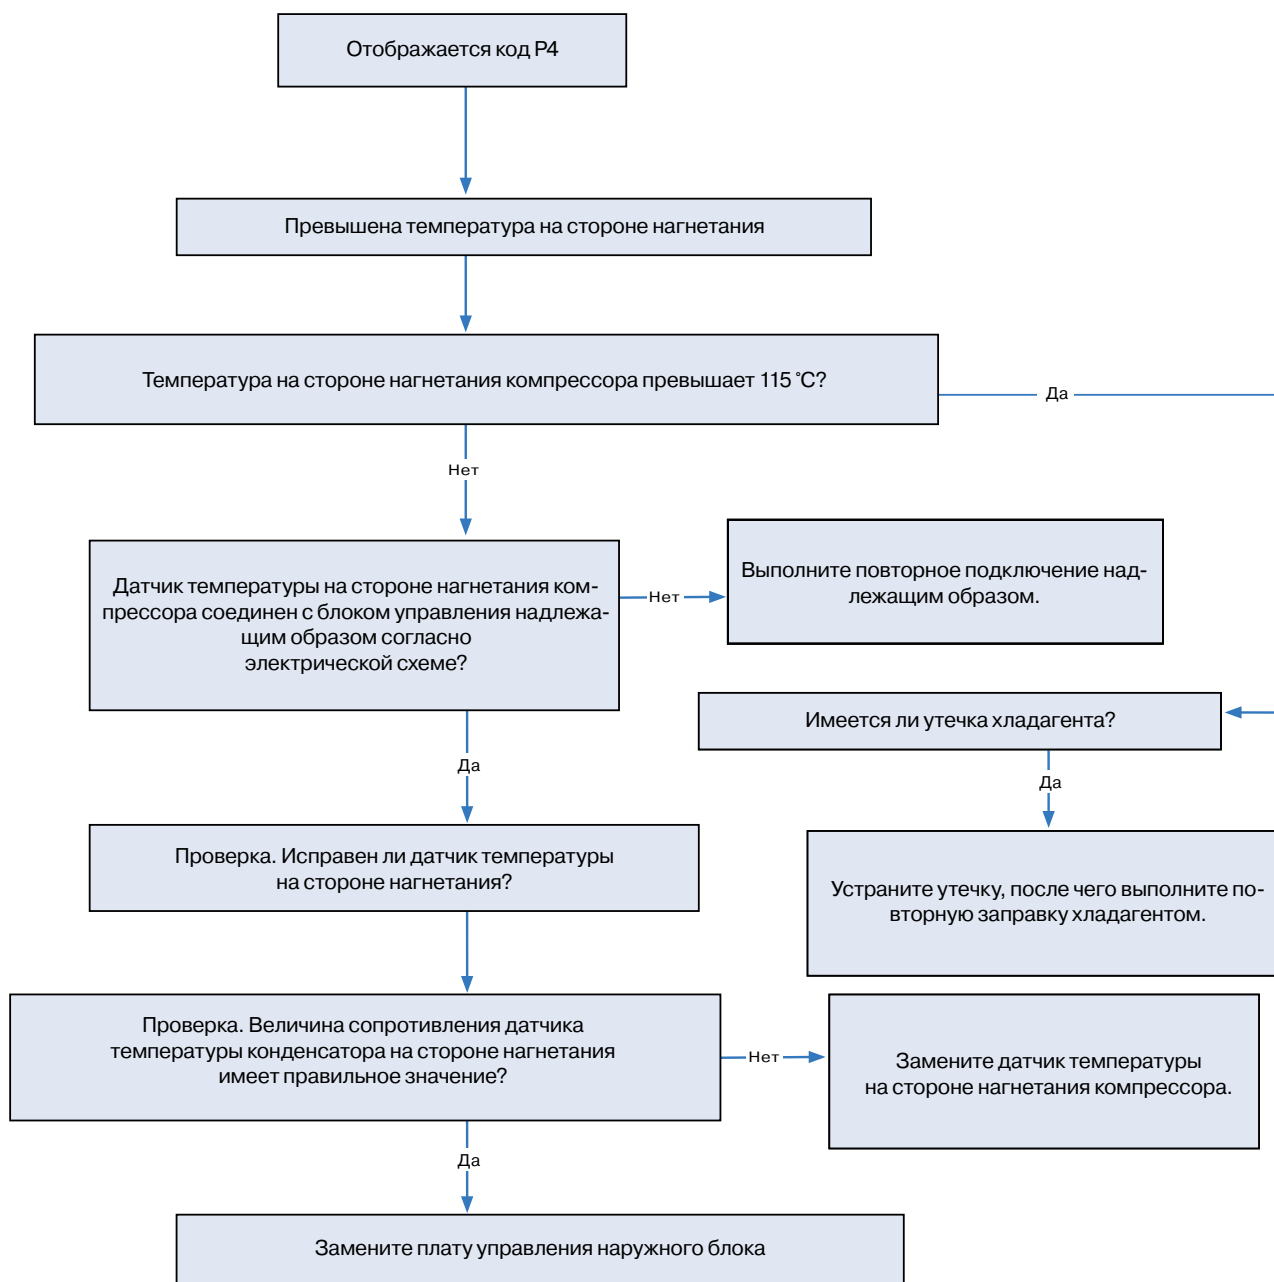 Отображается код P4
Превышена температура на стороне нагнетания
Температура на стороне нагнетания компрессора превышает 115 °C?
Да
Нет
Датчик температуры на стороне нагнетания ком-
прессора соединен с блоком управления надлежа-
щим образом согласно
электрической схеме?
Нет
Выполните повторное подключение над-
лежащим образом.
Имеется ли утечка хладагента?
Да
Да
Устраните утечку, после чего выполните по-
вторную заправку хладагентом.
Проверка. Исправен ли датчик температуры
на стороне нагнетания?
Проверка. Величина сопротивления датчика
температуры конденсатора на стороне нагнетания
имеет правильное значение?
Нет
Замените датчик температуры
на стороне нагнетания компрессора.
Да
Замените плату управления наружного блока